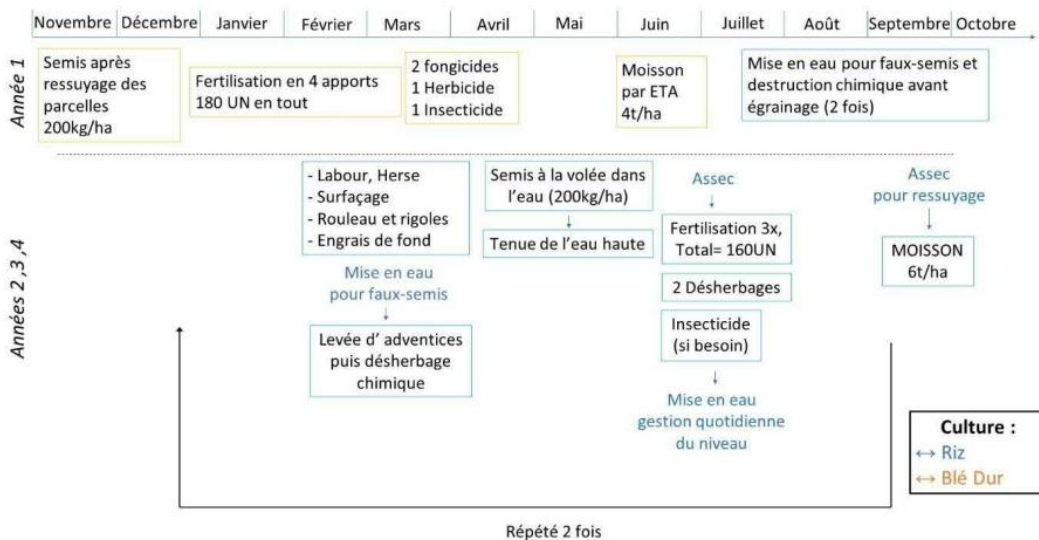 Novembre Décembre Janvier Février Mars Avril Mai Juin Juillet Août Septembre Octobre
Année 1
Semis après
ressuyage des
parcelles
200kg/ha
Fertilisation en 4 apports
180 UN en tout
2 fongicides
1 Herbicide
1 Insecticide
Moisson
par ETA
4t/ha
Mise en eau pour faux-semis et
destruction chimique avant
égrainage (2 fois)
Années 2 ,3 ,4
- Labour, Herse
- Surfaçage
- Rouleau et rigoles
- Engrais de fond
Mise en eau
pour faux-semis
Levée d’ adventices
puis désherbage
chimique
Semis à la volée dans
l’eau (200kg/ha)
Tenue de l’eau haute
Assec
Fertilisation 3x,
Total= 160UN
2 Désherbages
Insecticide
(si besoin)
Mise en eau
gestion quotidienne
du niveau
Assec
pour ressuyage
MOISSON
6t/ha
Culture :
↔ Riz
↔ Blé Dur
Répété 2 fois